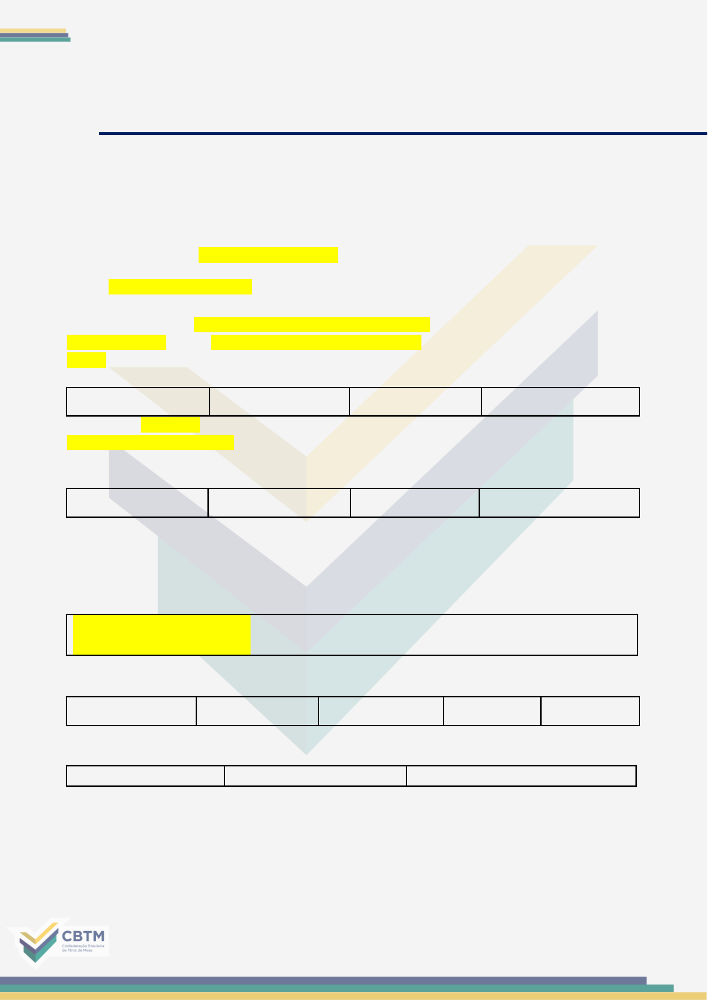 CBTM
Confederação Brasileira
de Tênis de Mesa